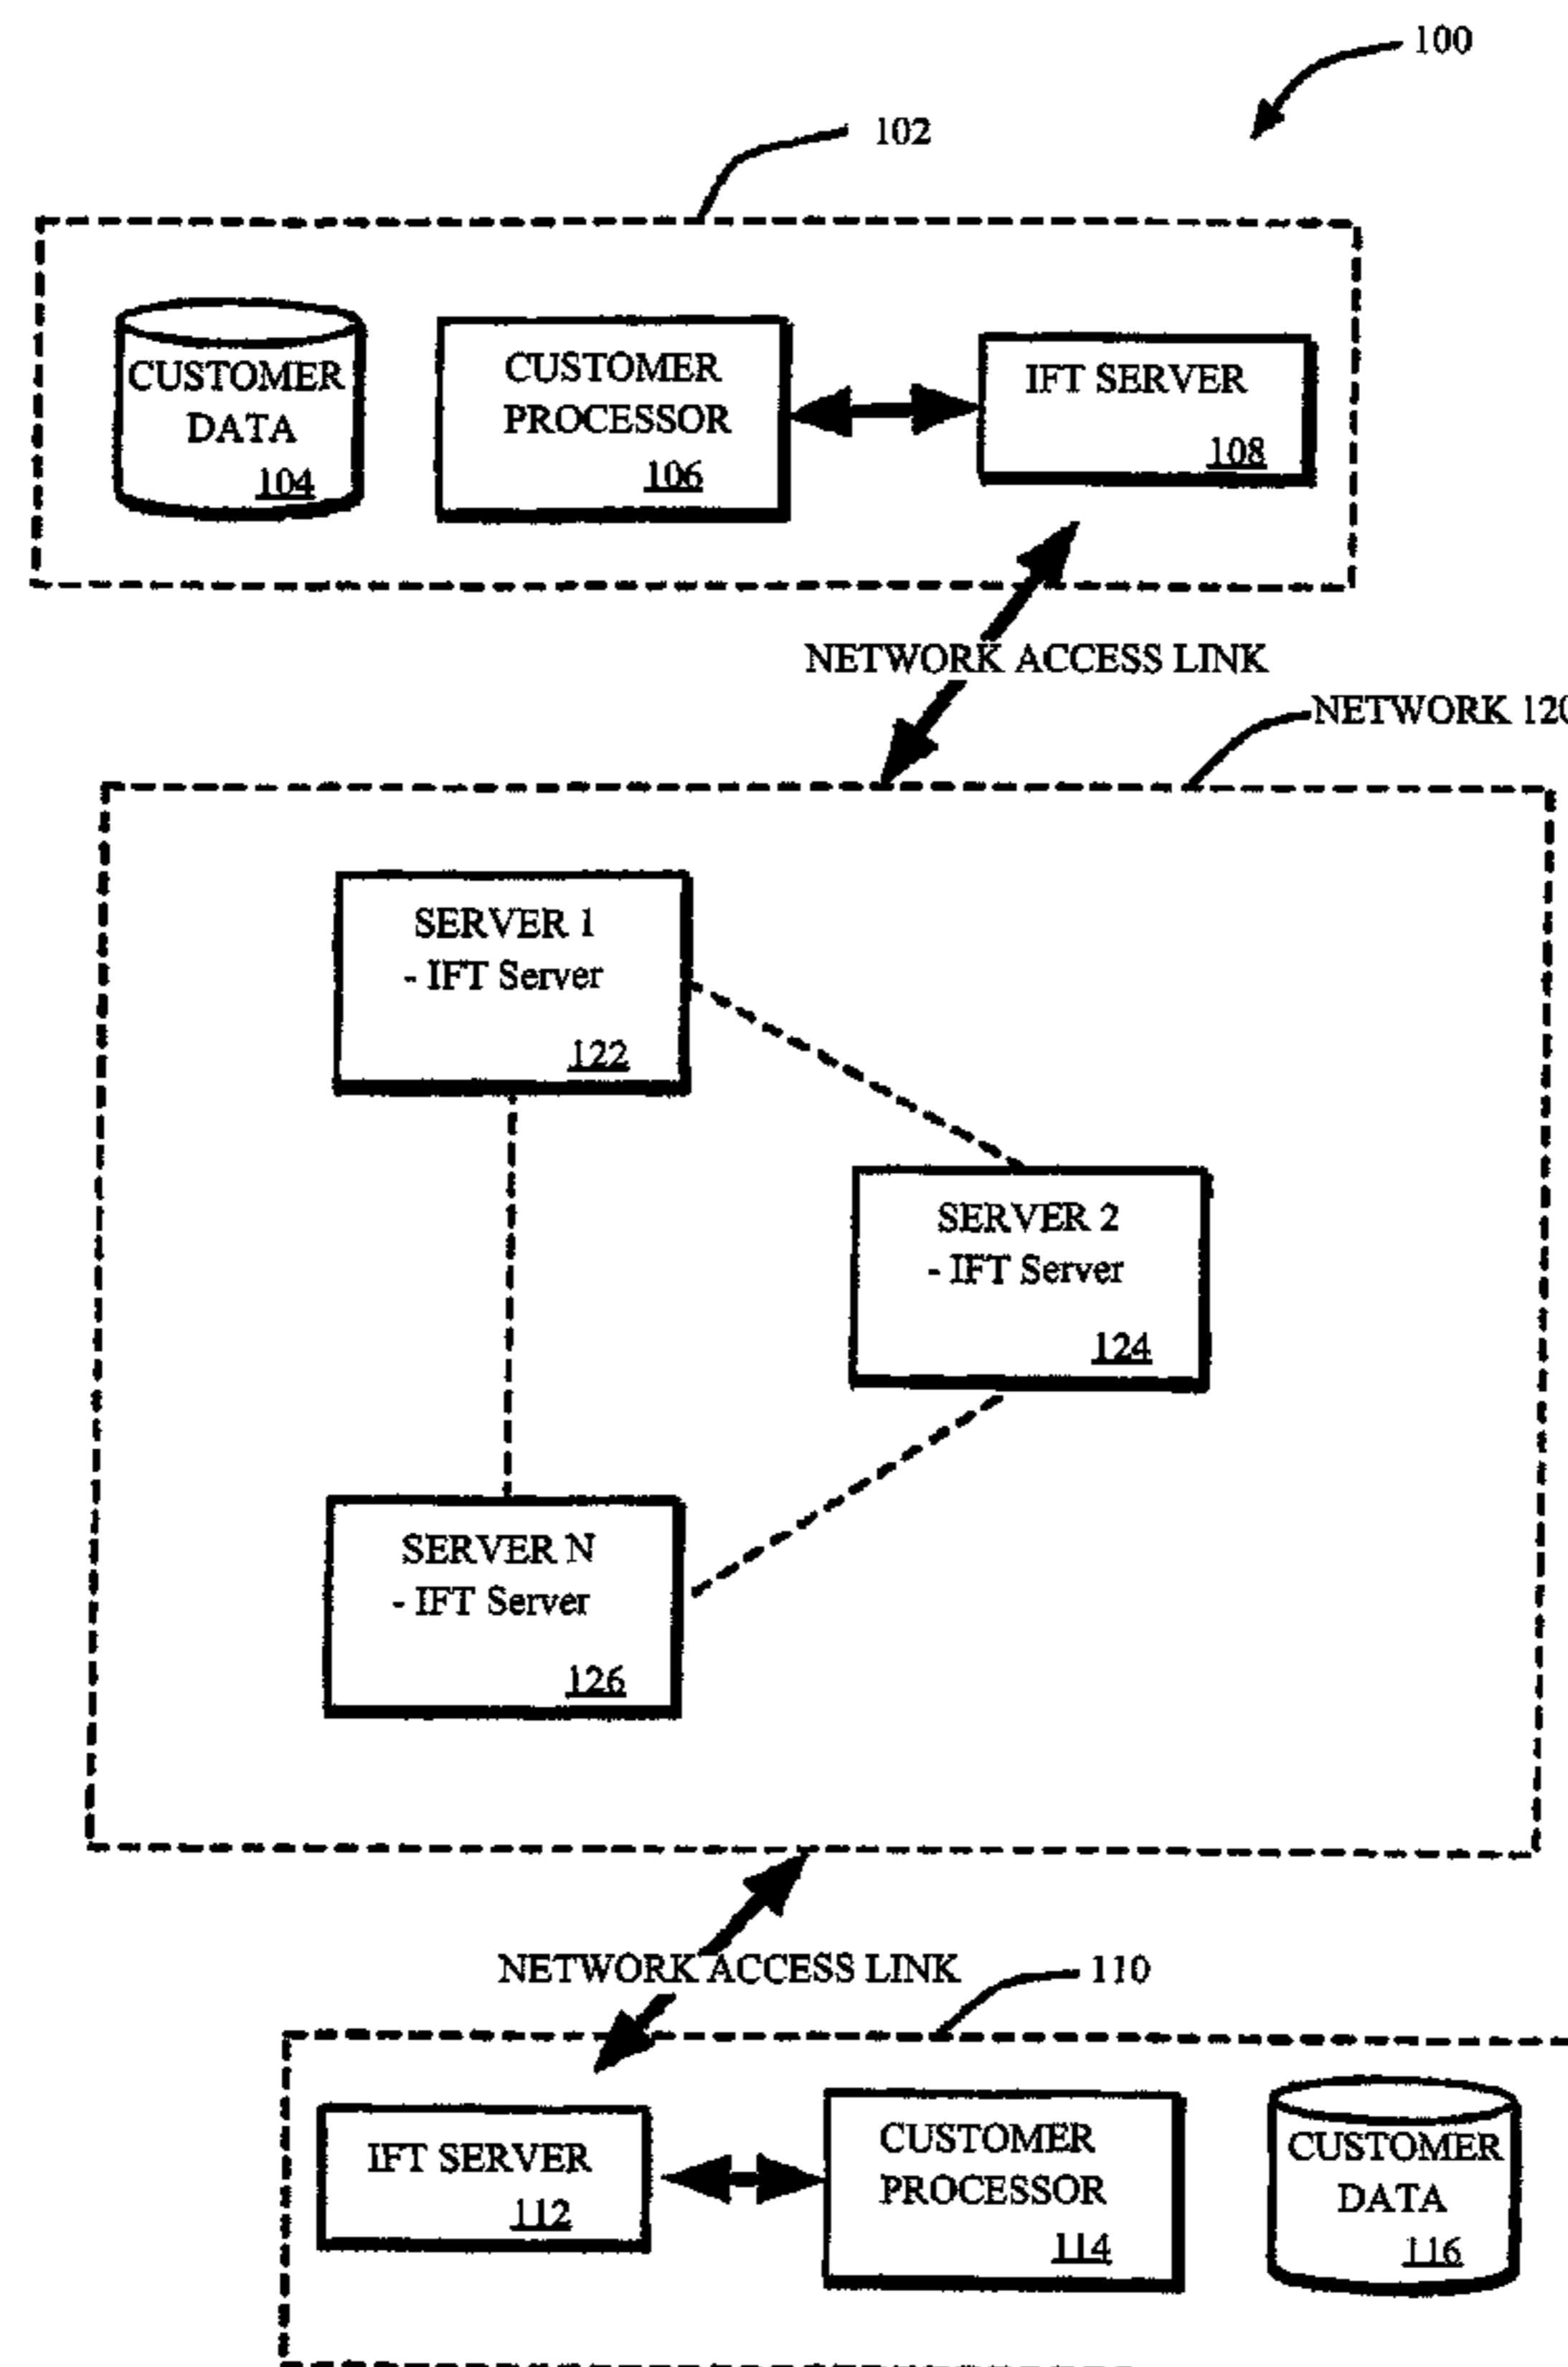 100
102
CUSTOMER
DATA
104
CUSTOMER
PROCESSOR
106
IFT SERVER
108
NETWORK ACCESS LINK
NETWORK 120
SERVER 1
- IFT Server
122
SERVER 2
- IFT Server
124
SERVER N
- IFT Server
126
NETWORK ACCESS LINK
110
IFT SERVER
112
CUSTOMER
PROCESSOR
114
CUSTOMER
DATA
116